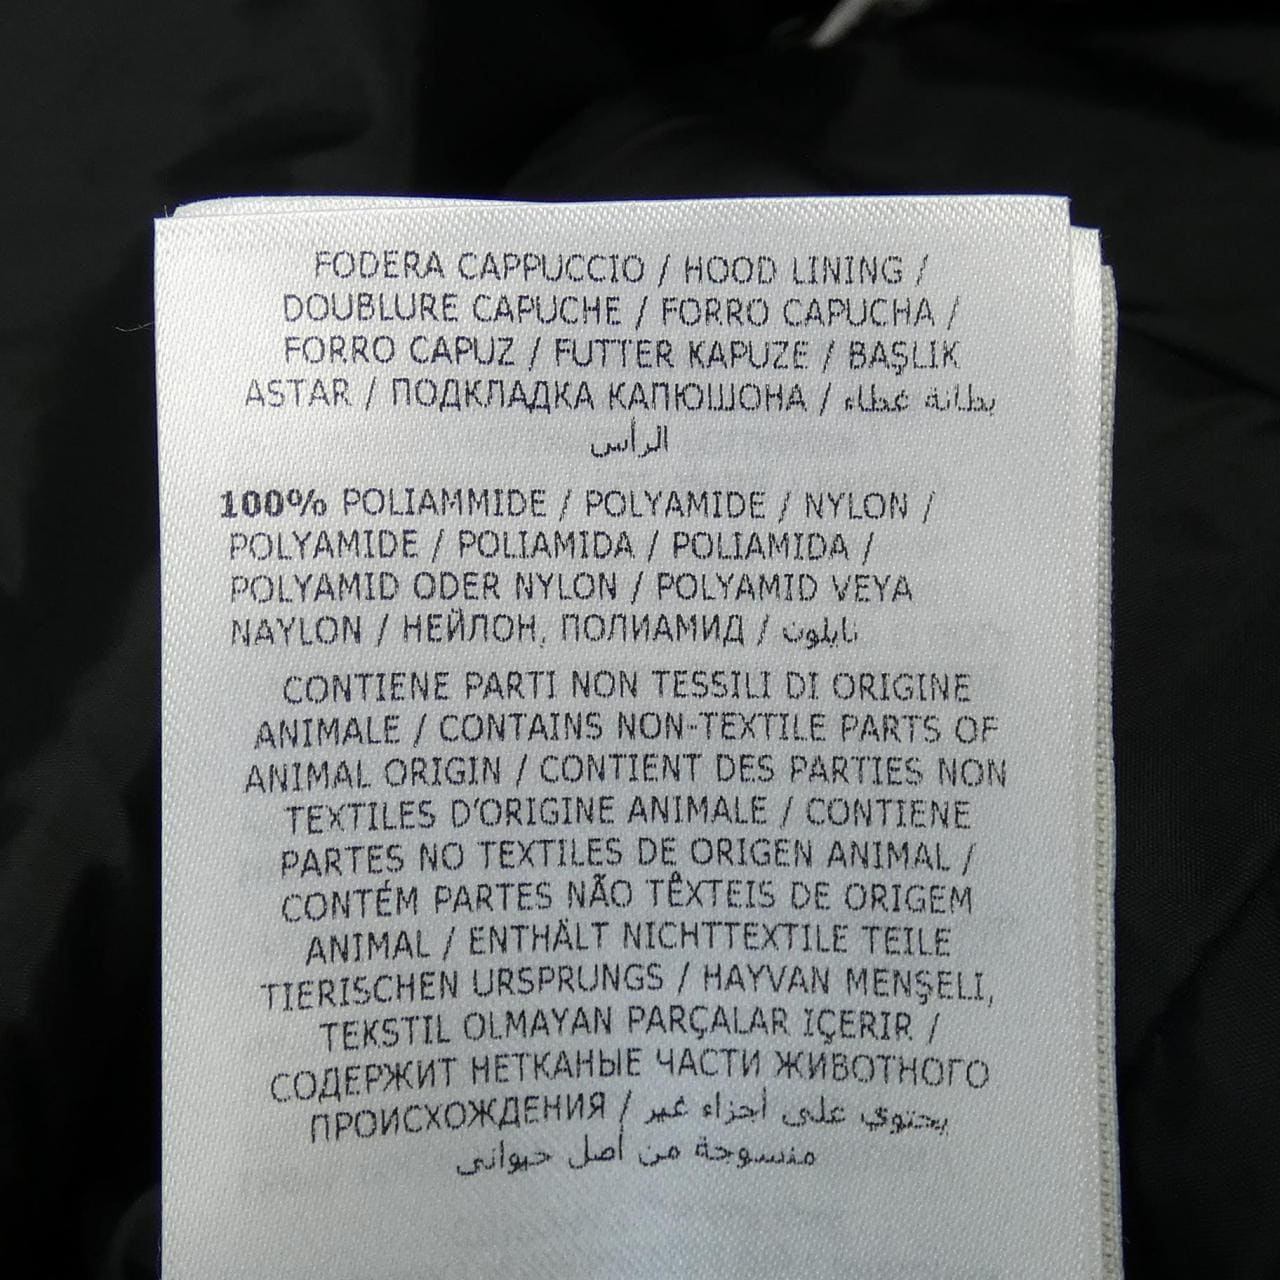 FODERA CAPPUCCIO / HOOD LINING /
DOUBLURE CAPUCHE / FORRO CAPUCHA /
FORRO CAPUZ / FUTTER KAPUZE / BAŞLIK
ASTAR / ПОДКЛАДКА КАПЮШОНА / بطانة غطاء
الرأس
100% POLIAMMIDE / POLYAMIDE / NYLON /
POLYAMIDE / POLIAMIDA / POLIAMIDA /
POLYAMID ODER NYLON / POLYAMID VEYA
NAYLON / НЕЙЛОН, ПОЛИАМИД / نايلون
CONTIENE PARTI NON TESSILI DI ORIGINE
ANIMALE / CONTAINS NON-TEXTILE PARTS OF
ANIMAL ORIGIN / CONTIENT DES PARTIES NON
TEXTILES D'ORIGINE ANIMALE / CONTIENE
PARTES NO TEXTILES DE ORIGEN ANIMAL /
CONTÉM PARTES NÃO TÊXTEIS DE ORIGEM
ANIMAL / ENTHÄLT NICHTTEXTILE TEILE
TIERISCHEN URSPRUNGS / HAYVAN MENŞELI,
TEKSTIL OLMAYAN PARÇALAR IÇERIR /
СОДЕРЖИТ НЕТКАНЫЕ ЧАСТИ ЖИВОТНОГО
ПРОИСХОЖДЕНИЯ / يحتوي على أجزاء غير
منسوجة من أصل حيواني